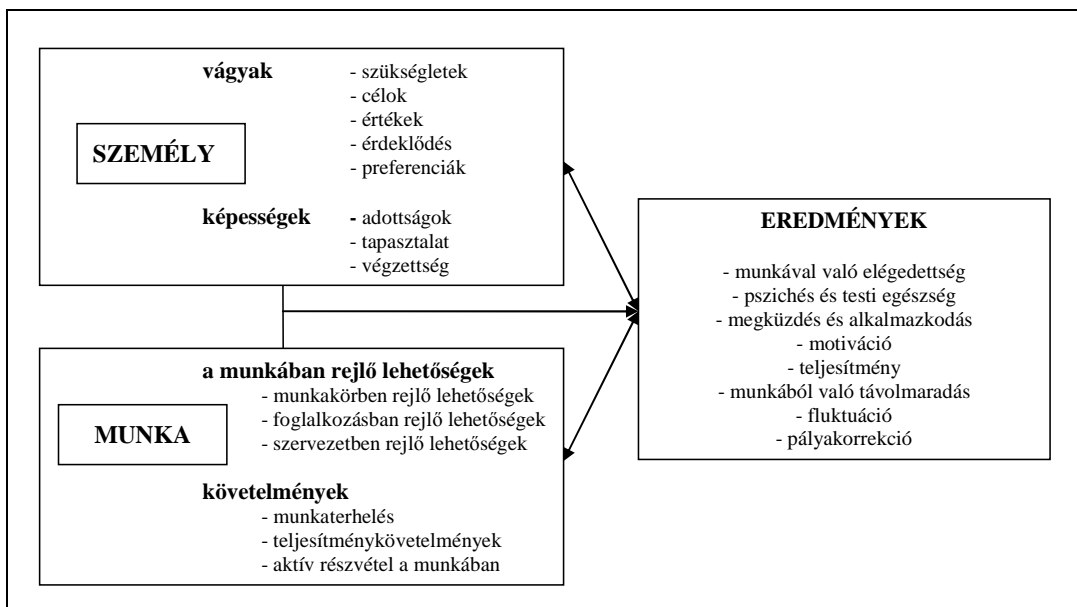 vágyak
- szükségletek
- célok
- értékek
- érdeklődés
- preferenciák
SZEMÉLY
képességek
- adottságok
- tapasztalat
- végzettség
a munkában rejlő lehetőségek
- munkakörben rejlő lehetőségek
- foglalkozásban rejlő lehetőségek
- szervezetben rejlő lehetőségek
MUNKA
követelmények
- munkaterhelés
- teljesítménykövetelmények
- aktív részvétel a munkában
EREDMÉNYEK
- munkával való elégedettség
- pszichés és testi egészség
- megküzdés és alkalmazkodás
- motiváció
- teljesítmény
- munkából való távolmaradás
- fluktuáció
- pályakorrekció